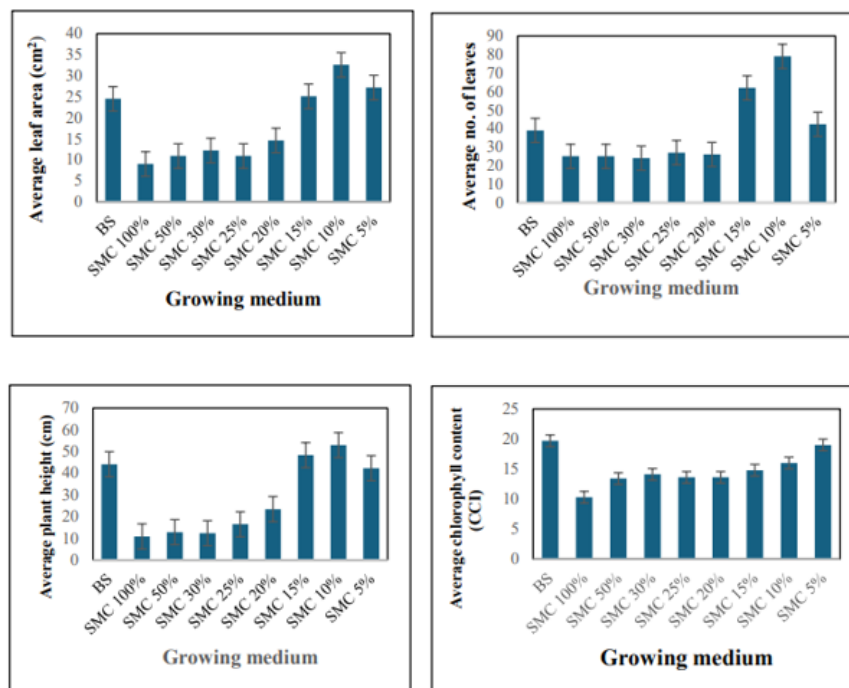 Average leaf area (cm²)
40
35
30
25
20
15
10
5
0
BS
SMC 100%
SMC 50%
SMC 30%
SMC 25%
SMC 20%
SMC 15%
SMC 10%
SMC 5%
Growing medium
Average no. of leaves
90
80
70
60
50
40
30
20
10
0
BS
SMC 100%
SMC 50%
SMC 30%
SMC 25%
SMC 20%
SMC 15%
SMC 10%
SMC 5%
Growing medium
Average plant height (cm)
70
60
50
40
30
20
10
0
BS
SMC 100%
SMC 50%
SMC 30%
SMC 25%
SMC 20%
SMC 15%
SMC 10%
SMC 5%
Growing medium
Average chlorophyll content
(CCI)
25
20
15
10
5
0
BS
SMC 100%
SMC 50%
SMC 30%
SMC 25%
SMC 20%
SMC 15%
SMC 10%
SMC 5%
Growing medium